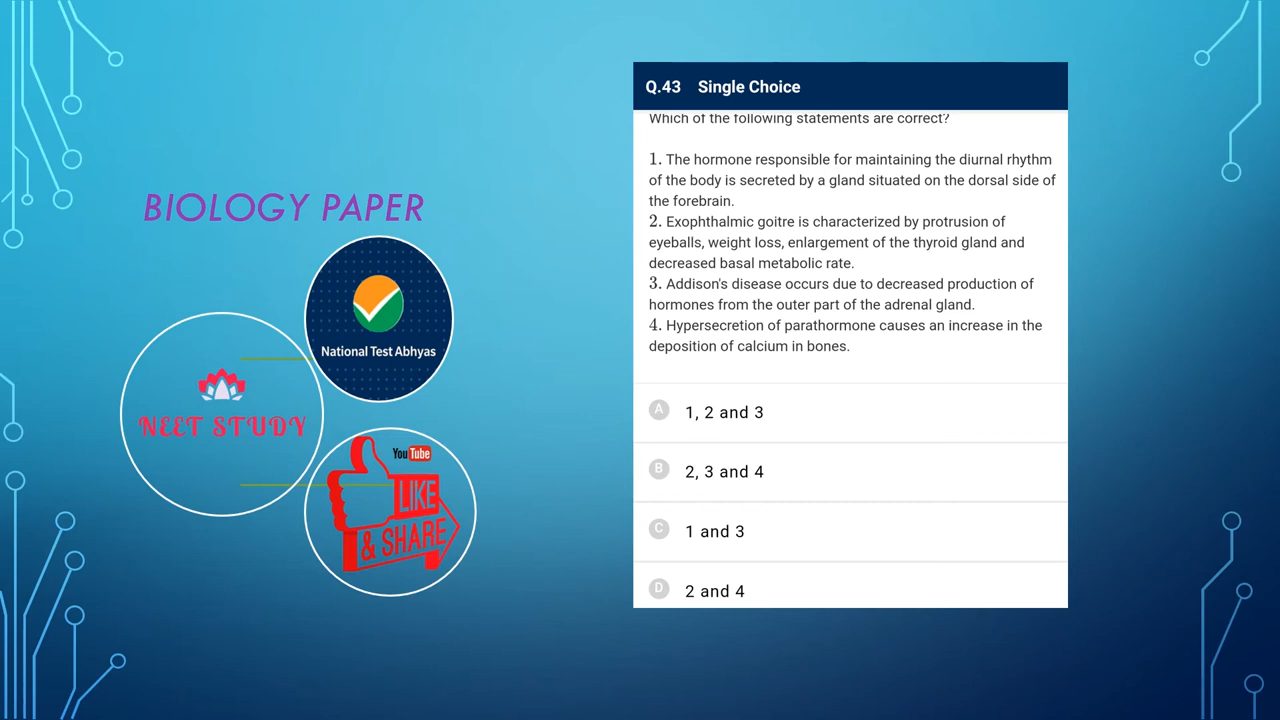 BIOLOGY PAPER
National Test Abhyas
NEET STUDY
YouTube
LIKE
& SHARE
Q.43 Single Choice
Which of the following statements are correct?
1. The hormone responsible for maintaining the diurnal rhythm
of the body is secreted by a gland situated on the dorsal side of
the forebrain.
2. Exophthalmic goitre is characterized by protrusion of
eyeballs, weight loss, enlargement of the thyroid gland and
decreased basal metabolic rate.
3. Addison's disease occurs due to decreased production of
hormones from the outer part of the adrenal gland.
4. Hypersecretion of parathormone causes an increase in the
deposition of calcium in bones.
A 1, 2 and 3
B 2, 3 and 4
C 1 and 3
D 2 and 4